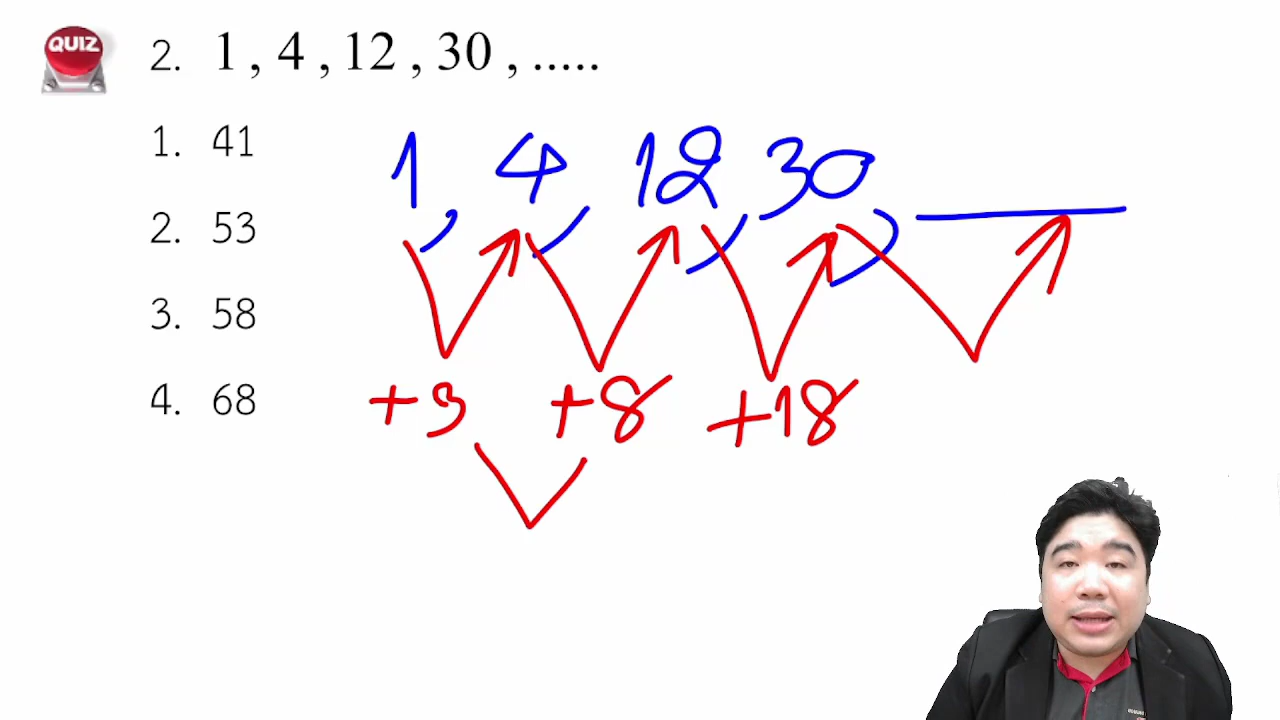 QUIZ
2. 1 , 4 , 12 , 30 , .....
1. 41
2. 53
3. 58
4. 68
1 , 4 , 12 , 30 ,
+3 +8 +18